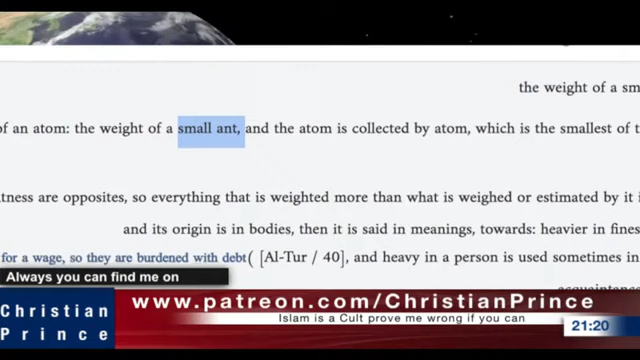 the weight of a sm
of an atom: the weight of a small ant, and the atom is collected by atom, which is the smallest of t
tness are opposites, so everything that is weighted more than what is weighed or estimated by it i
and its origin is in bodies, then it is said in meanings, towards: heavier in fines
for a wage, so they are burdened with debt( [Al-Tur / 40], and heavy in a person is used sometimes in
Always you can find me on
Christian
Prince
www.patreon.com/ChristianPrince
Islam is a Cult prove me wrong if you can
21:20